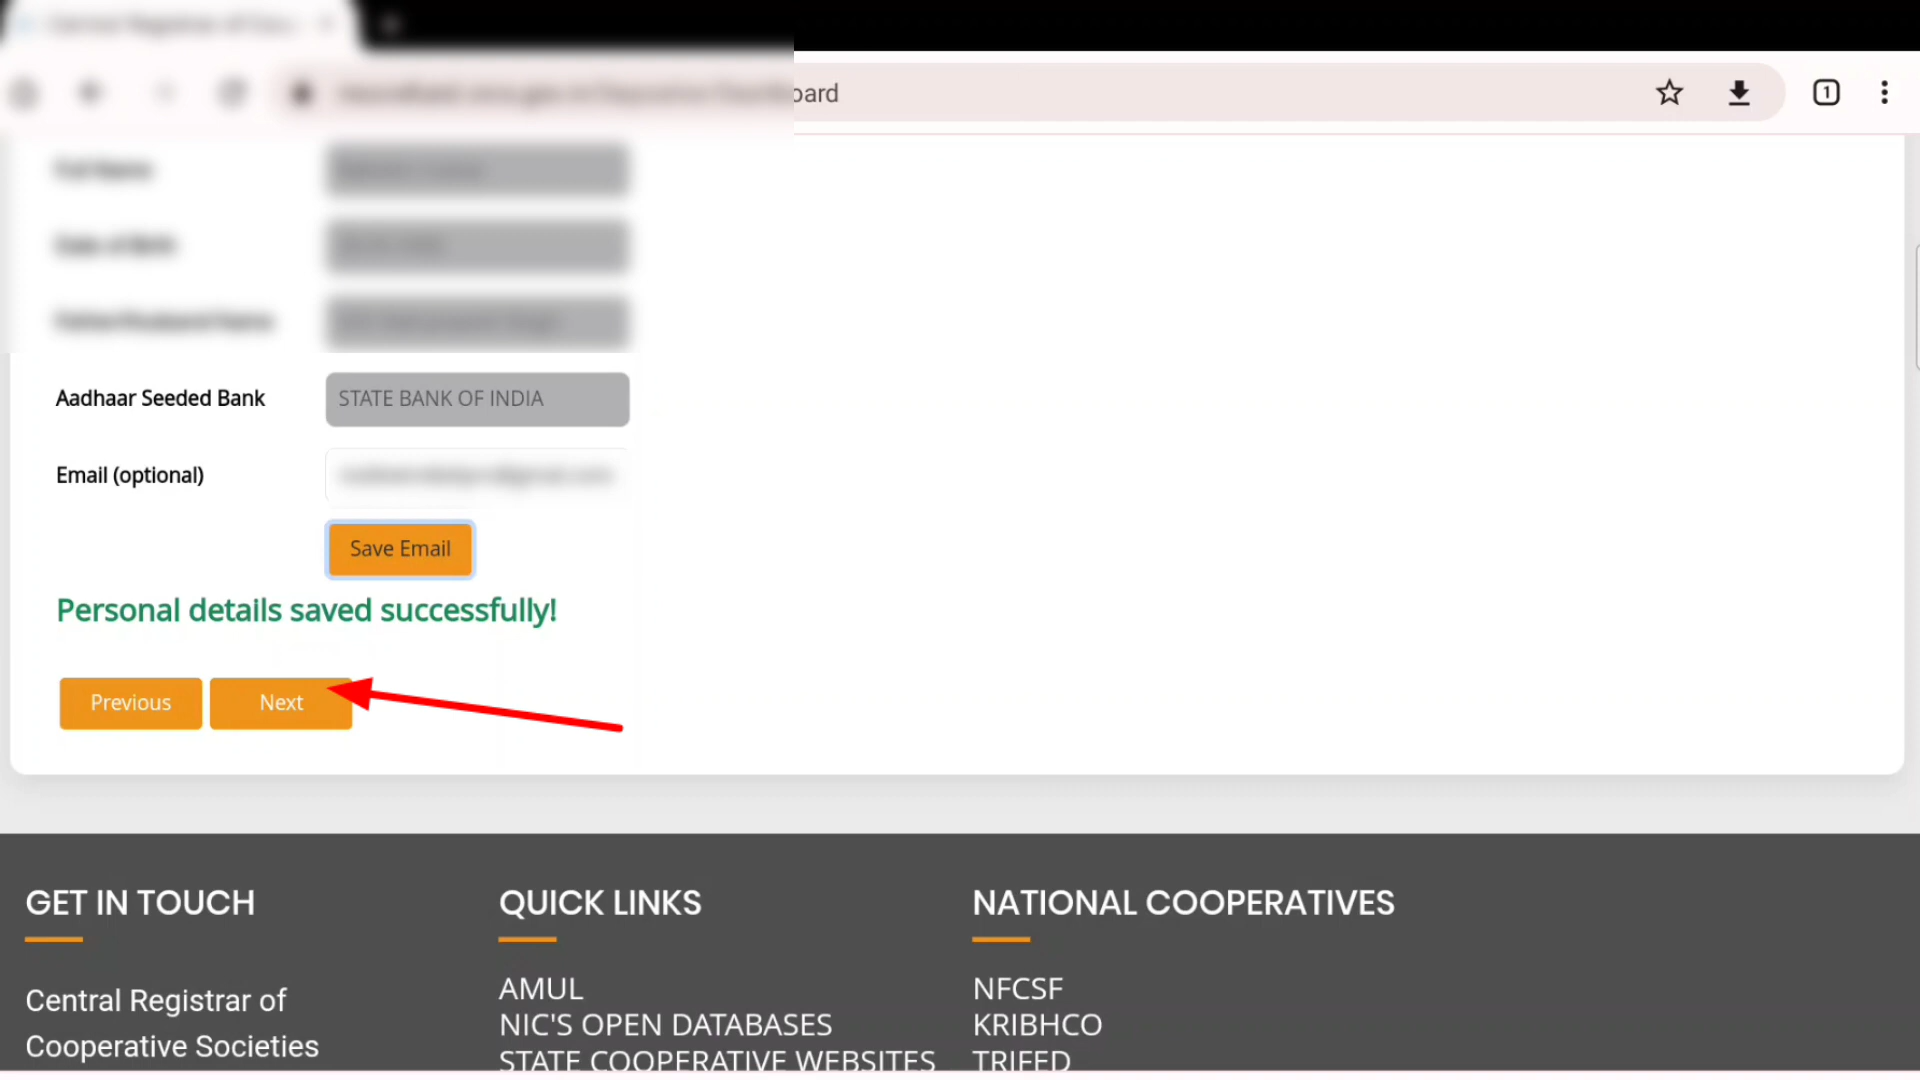 board
1
Aadhaar Seeded Bank
STATE BANK OF INDIA
Email (optional)
Save Email
Personal details saved successfully!
Previous
Next
GET IN TOUCH
Central Registrar of
Cooperative Societies
QUICK LINKS
AMUL
NIC'S OPEN DATABASES
STATE COOPERATIVE WEBSITES
NATIONAL COOPERATIVES
NFCSF
KRIBHCO
TRIFED